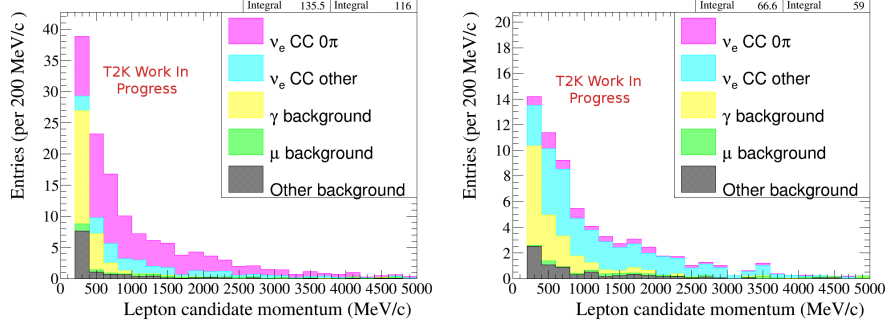 Integral 135.5 Integral 116
Entries (per 200 MeV/c )
40
35
30
25
20
15
10
5
0
T2K Work In
Progress
νe CC 0π
νe CC other
γ background
μ background
Other background
0 500 1000 1500 2000 2500 3000 3500 4000 4500 5000
Lepton candidate momentum (MeV/c)
Integral 66.6 Integral 59
Entries (per 200 MeV/c )
20
18
16
14
12
10
8
6
4
2
0
T2K Work In
Progress
νe CC 0π
νe CC other
γ background
μ background
Other background
0 500 1000 1500 2000 2500 3000 3500 4000 4500 5000
Lepton candidate momentum (MeV/c)